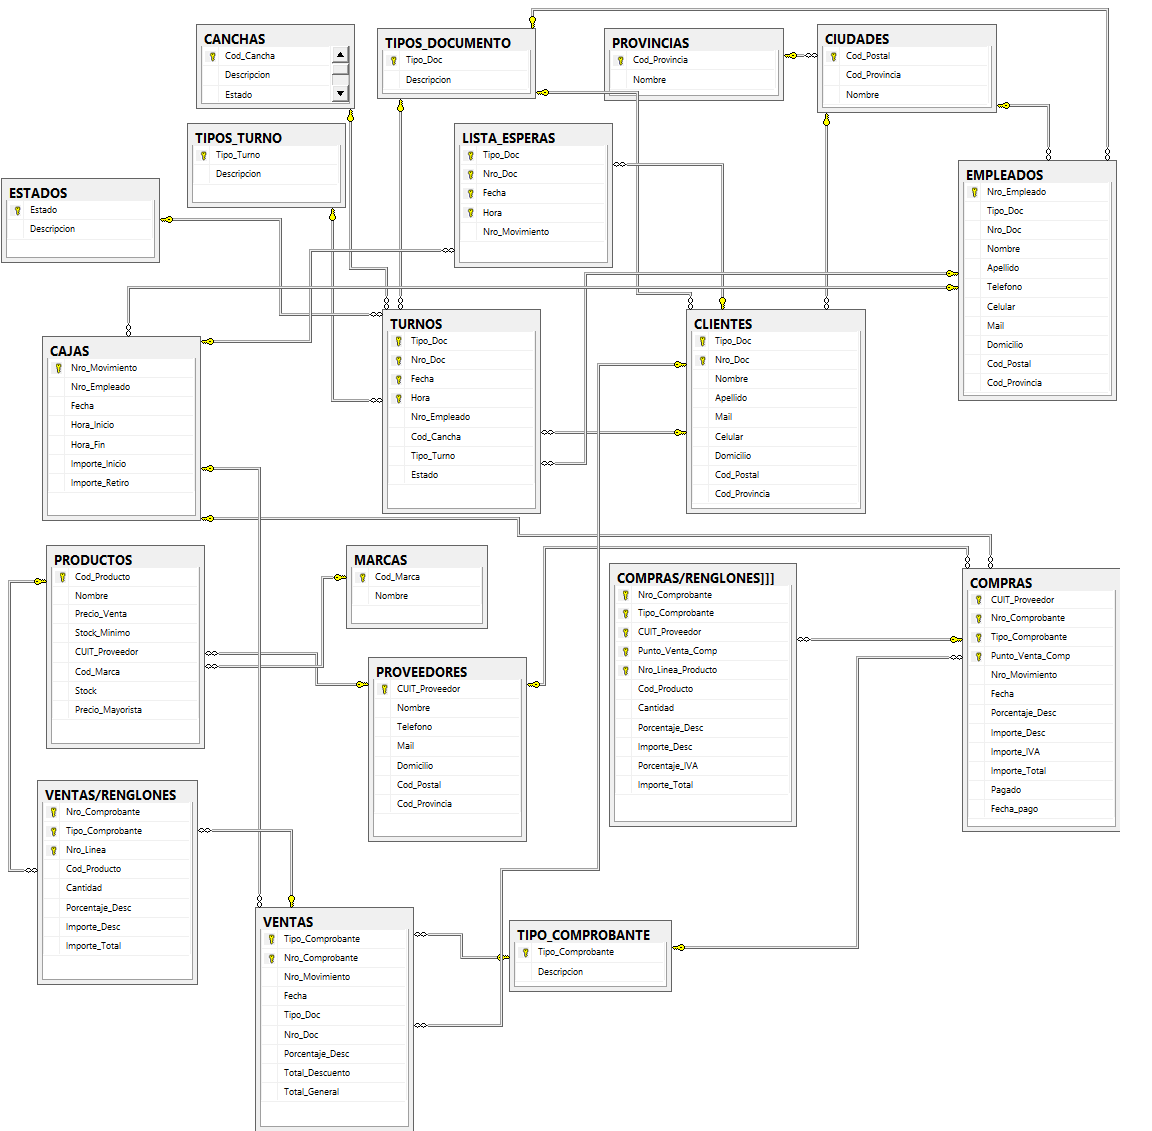 CANCHAS
Cod_Cancha
Descripcion
Estado
TIPOS_DOCUMENTO
Tipo_Doc
Descripcion
PROVINCIAS
Cod_Provincia
Nombre
CIUDADES
Cod_Postal
Cod_Provincia
Nombre
TIPOS_TURNO
Tipo_Turno
Descripcion
LISTA_ESPERAS
Tipo_Doc
Nro_Doc
Fecha
Hora
Nro_Movimiento
ESTADOS
Estado
Descripcion
EMPLEADOS
Nro_Empleado
Tipo_Doc
Nro_Doc
Nombre
Apellido
Telefono
Celular
Mail
Domicilio
Cod_Postal
Cod_Provincia
CAJAS
Nro_Movimiento
Nro_Empleado
Fecha
Hora_Inicio
Hora_Fin
Importe_Inicio
Importe_Retiro
TURNOS
Tipo_Doc
Nro_Doc
Fecha
Hora
Nro_Empleado
Cod_Cancha
Tipo_Turno
Estado
CLIENTES
Tipo_Doc
Nro_Doc
Nombre
Apellido
Mail
Celular
Domicilio
Cod_Postal
Cod_Provincia
PRODUCTOS
Cod_Producto
Nombre
Precio_Venta
Stock_Minimo
CUIT_Proveedor
Cod_Marca
Stock
Precio_Mayorista
MARCAS
Cod_Marca
Nombre
COMPRAS/RENGLONES]]]
Nro_Comprobante
Tipo_Comprobante
CUIT_Proveedor
Punto_Venta_Comp
Nro_Linea_Producto
Cod_Producto
Cantidad
Porcentaje_Desc
Importe_Desc
Porcentaje_IVA
Importe_Total
COMPRAS
CUIT_Proveedor
Nro_Comprobante
Tipo_Comprobante
Punto_Venta_Comp
Nro_Movimiento
Fecha
Porcentaje_Desc
Importe_Desc
Importe_IVA
Importe_Total
Pagado
Fecha_pago
PROVEEDORES
CUIT_Proveedor
Nombre
Telefono
Mail
Domicilio
Cod_Postal
Cod_Provincia
VENTAS/RENGLONES
Nro_Comprobante
Tipo_Comprobante
Nro_Linea
Cod_Producto
Cantidad
Porcentaje_Desc
Importe_Desc
Importe_Total
VENTAS
Tipo_Comprobante
Nro_Comprobante
Nro_Movimiento
Fecha
Tipo_Doc
Nro_Doc
Porcentaje_Desc
Total_Descuento
Total_General
TIPO_COMPROBANTE
Tipo_Comprobante
Descripcion